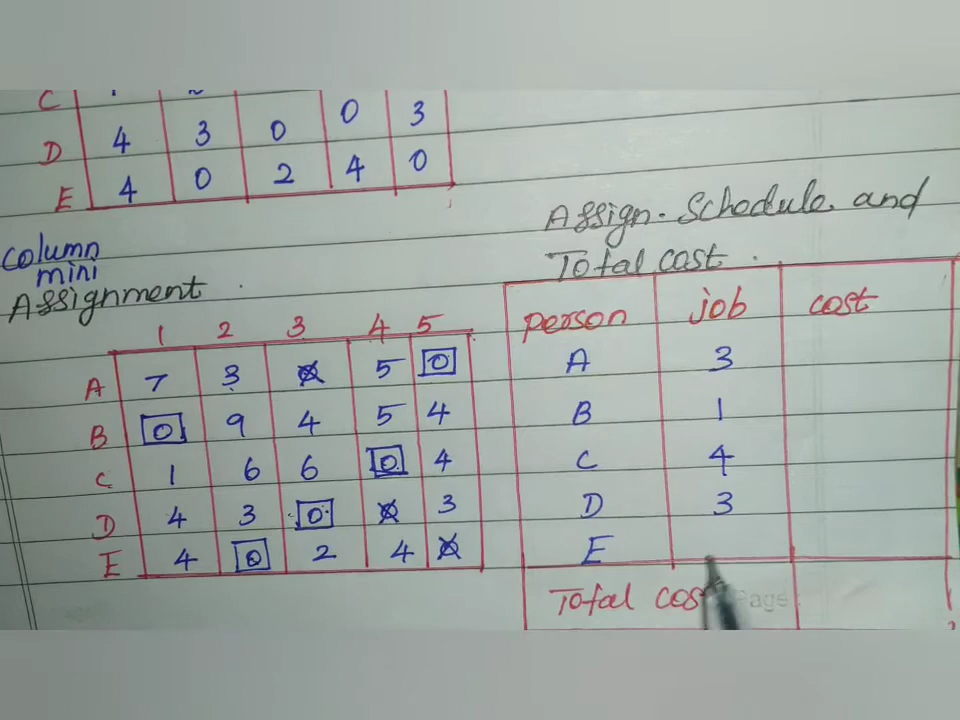 C
D 4 3 0 0 3
E 4 0 2 4 0
column
mini
Assignment
Assign. Schedule and
Total cost.
1 2 3 4 5
A 7 3 0 5 0
B 0 9 4 5 4
C 1 6 6 0 4
D 4 3 0 0 3
E 4 0 2 4 0
person job cost
A 3
B 1
C 4
D 3
E
Total cos
Page